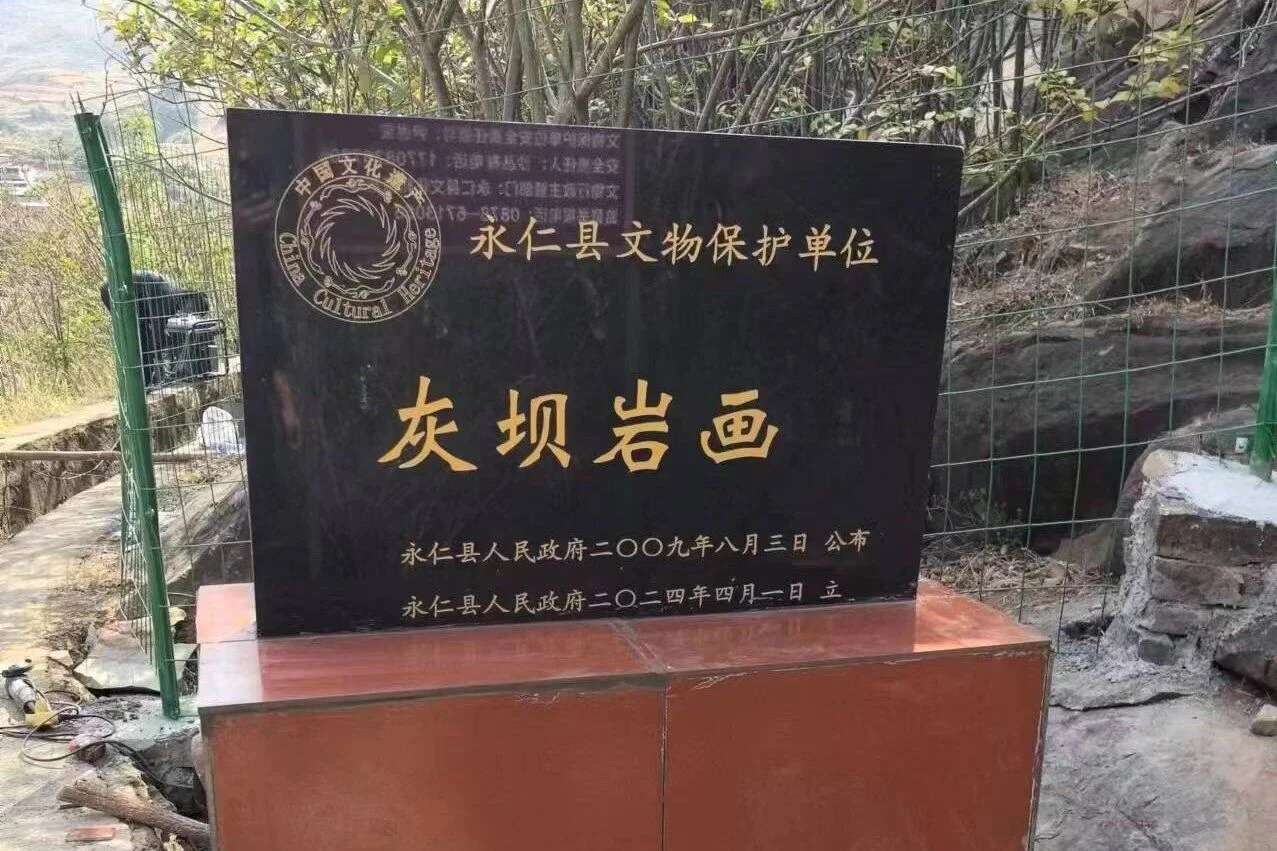 中国文化遗产
China Cultural Heritage
永仁县文物保护单位
灰坝岩画
永仁县人民政府二〇〇九年八月三日 公布
永仁县人民政府二〇二四年四月一日 立